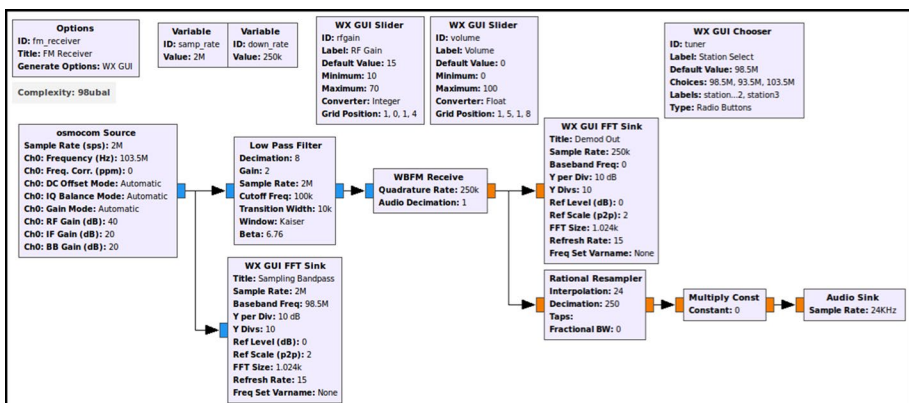 Options
ID: fm_receiver
Title: FM Receiver
Generate Options: WX GUI
Complexity: 98ubal
Variable
ID: samp_rate
Value: 2M
Variable
ID: down_rate
Value: 250k
WX GUI Slider
ID: rfgain
Label: RF Gain
Default Value: 15
Minimum: 10
Maximum: 70
Converter: Integer
Grid Position: 1, 0, 1, 4
WX GUI Slider
ID: volume
Label: Volume
Default Value: 0
Minimum: 0
Maximum: 100
Converter: Float
Grid Position: 1, 5, 1, 8
WX GUI Chooser
ID: tuner
Label: Station Select
Default Value: 98.5M
Choices: 98.5M, 93.5M, 103.5M
Labels: station...2, station3
Type: Radio Buttons
osmocom Source
Sample Rate (sps): 2M
Ch0: Frequency (Hz): 103.5M
Ch0: Freq. Corr. (ppm): 0
Ch0: DC Offset Mode: Automatic
Ch0: IQ Balance Mode: Automatic
Ch0: Gain Mode: Automatic
Ch0: RF Gain (dB): 40
Ch0: IF Gain (dB): 20
Ch0: BB Gain (dB): 20
Low Pass Filter
Decimation: 8
Gain: 2
Sample Rate: 2M
Cutoff Freq: 100k
Transition Width: 10k
Window: Kaiser
Beta: 6.76
WBFM Receive
Quadrature Rate: 250k
Audio Decimation: 1
WX GUI FFT Sink
Title: Demod Out
Sample Rate: 250k
Baseband Freq: 0
Y per Div: 10 dB
Y Divs: 10
Ref Level (dB): 0
Ref Scale (p2p): 2
FFT Size: 1.024k
Refresh Rate: 15
Freq Set Varname: None
WX GUI FFT Sink
Title: Sampling Bandpass
Sample Rate: 2M
Baseband Freq: 98.5M
Y per Div: 10 dB
Y Divs: 10
Ref Level (dB): 0
Ref Scale (p2p): 2
FFT Size: 1.024k
Refresh Rate: 15
Freq Set Varname: None
Rational Resampler
Interpolation: 24
Decimation: 250
Taps:
Fractional BW: 0
Multiply Const
Constant: 0
Audio Sink
Sample Rate: 24KHz